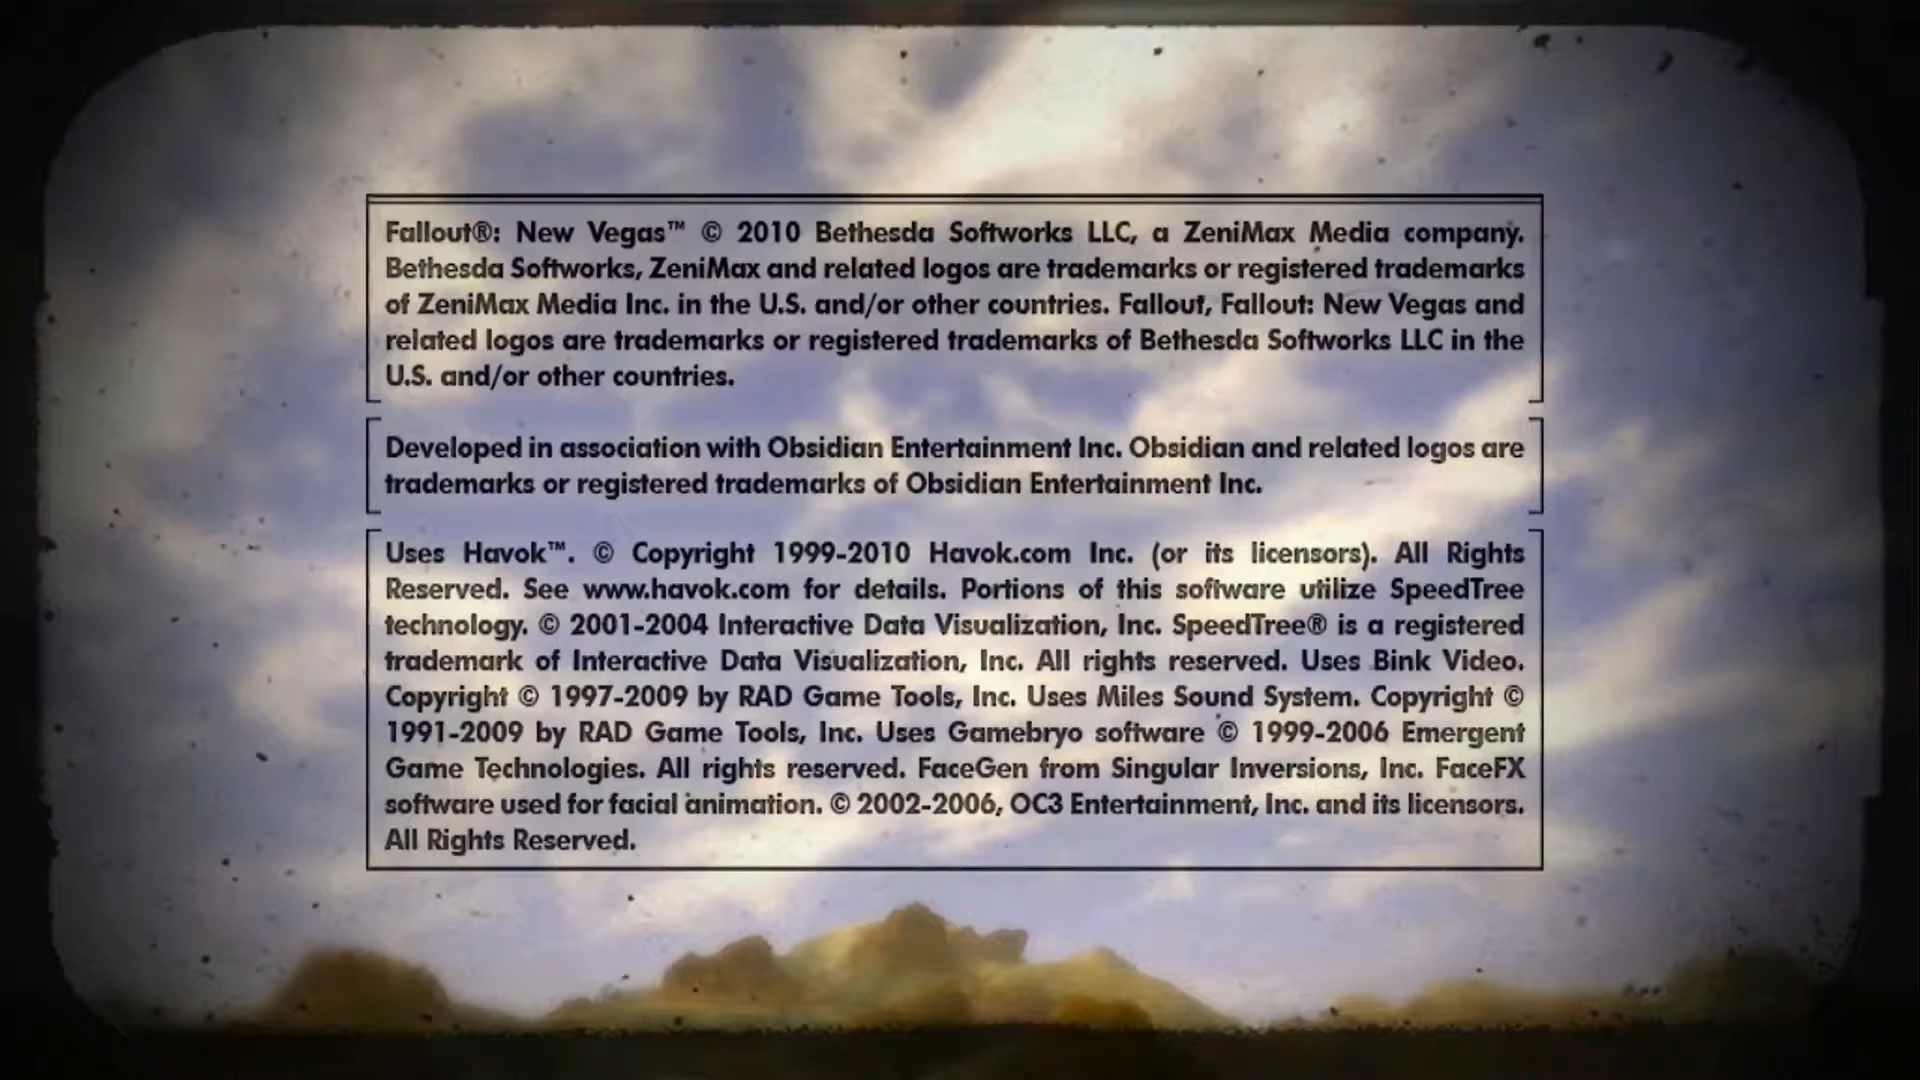 Fallout®: New Vegas™ © 2010 Bethesda Softworks LLC, a ZeniMax Media company.
Bethesda Softworks, ZeniMax and related logos are trademarks or registered trademarks
of ZeniMax Media Inc. in the U.S. and/or other countries. Fallout, Fallout: New Vegas and
related logos are trademarks or registered trademarks of Bethesda Softworks LLC in the
U.S. and/or other countries.
Developed in association with Obsidian Entertainment Inc. Obsidian and related logos are
trademarks or registered trademarks of Obsidian Entertainment Inc.
Uses Havok™. © Copyright 1999-2010 Havok.com Inc. (or its licensors). All Rights
Reserved. See www.havok.com for details. Portions of this software utilize SpeedTree
technology. © 2001-2004 Interactive Data Visualization, Inc. SpeedTree® is a registered
trademark of Interactive Data Visualization, Inc. All rights reserved. Uses Bink Video.
Copyright © 1997-2009 by RAD Game Tools, Inc. Uses Miles Sound System. Copyright ©
1991-2009 by RAD Game Tools, Inc. Uses Gamebryo software © 1999-2006 Emergent
Game Technologies. All rights reserved. FaceGen from Singular Inversions, Inc. FaceFX
software used for facial animation. © 2002-2006, OC3 Entertainment, Inc. and its licensors.
All Rights Reserved.